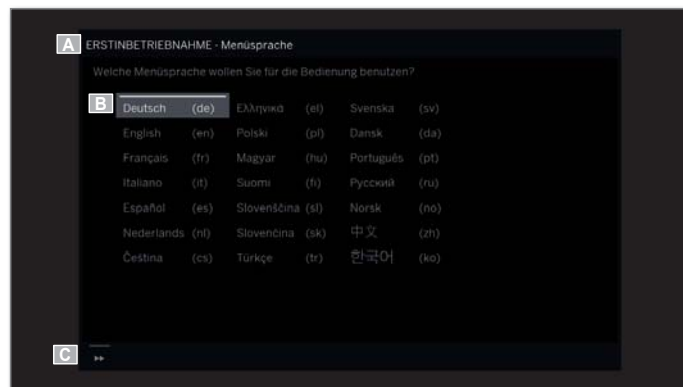 A ERSTINBETRIEBNAHME - Menüsprache
Welche Menüsprache wollen Sie für die Bedienung benutzen?
B Deutsch (de) Ελληνικά (el) Svenska (sv)
English (en) Polski (pl) Dansk (da)
Français (fr) Magyar (hu) Português (pt)
Italiano (it) Suomi (fi) Русский (ru)
Español (es) Slovenščina (sl) Norsk (no)
Nederlands (nl) Slovenčina (sk) 中文 (zh)
Čeština (cs) Türkçe (tr) 한국어 (ko)
C